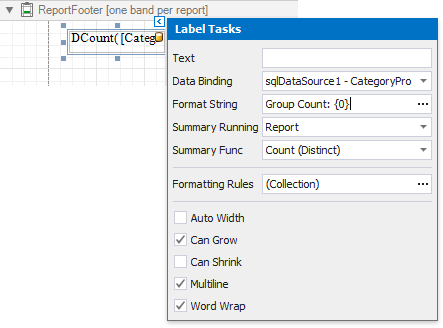 ReportFooter [one band per report]
DCount( [Categ
Label Tasks
Text
Data Binding sqlDataSource1 - CategoryPro
Format String Group Count: {0}
Summary Running Report
Summary Func Count (Distinct)
Formatting Rules (Collection)
Auto Width
Can Grow
Can Shrink
Multiline
Word Wrap